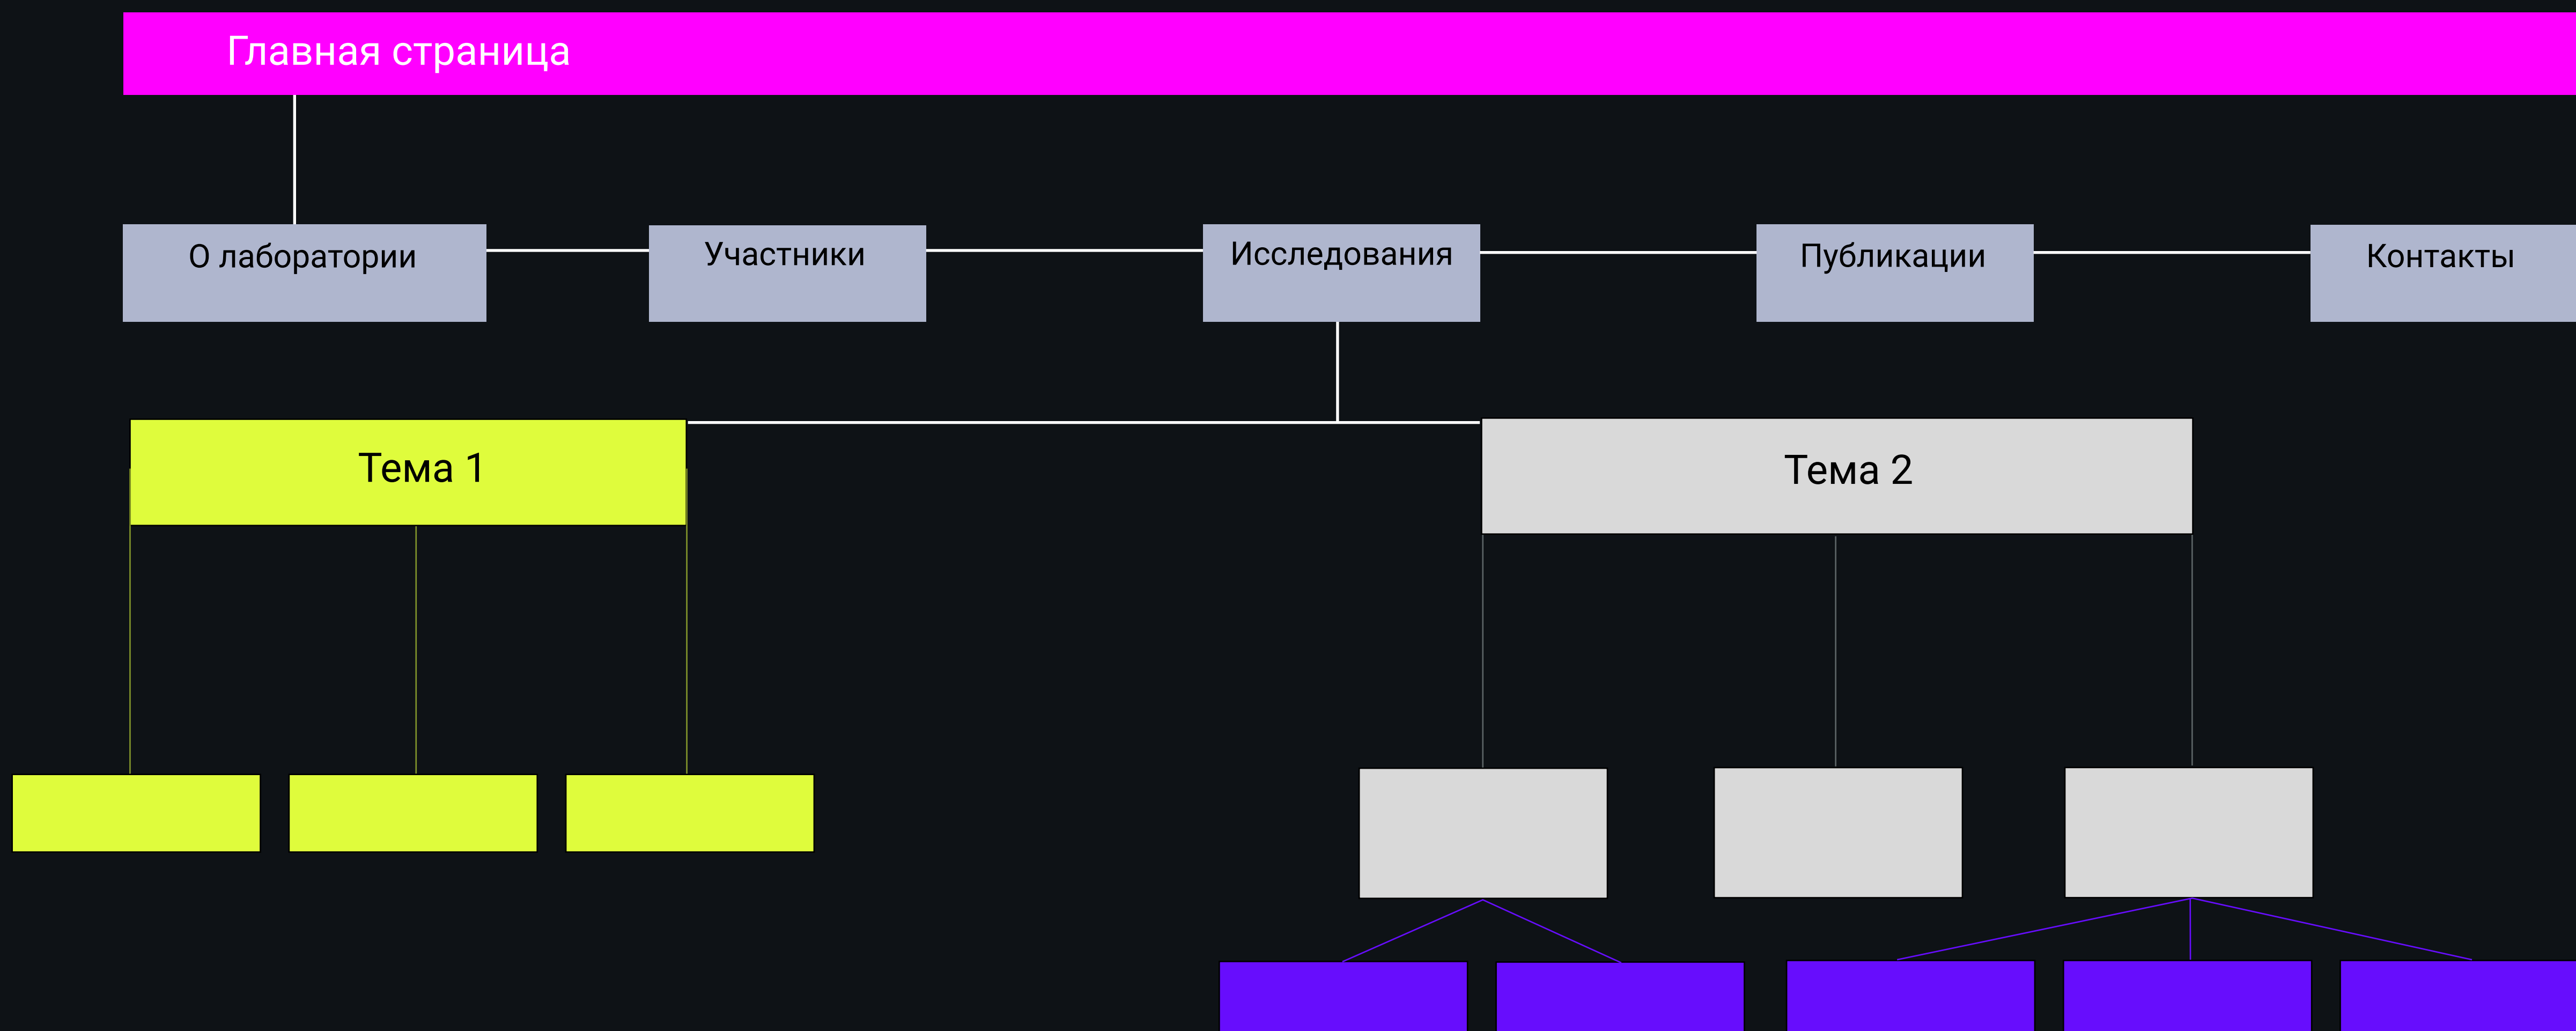 Главная страница
О лаборатории
Участники
Исследования
Публикации
Контакты
Тема 1
Тема 2